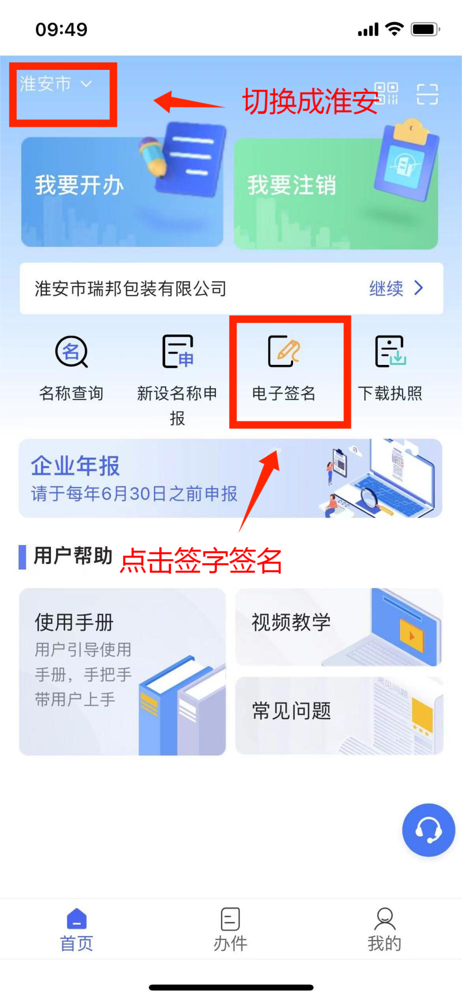 09:49
淮安市
切换成淮安
我要开办
我要注销
淮安市瑞邦包装有限公司
继续
名
名称查询
申
新设名称申
报
电子签名
下载执照
企业年报
请于每年6月30日之前申报
用户帮助
点击签字签名
使用手册
用户引导使用
手册，手把手
带用户上手
视频教学
常见问题
常见问题
首页
办件
我的